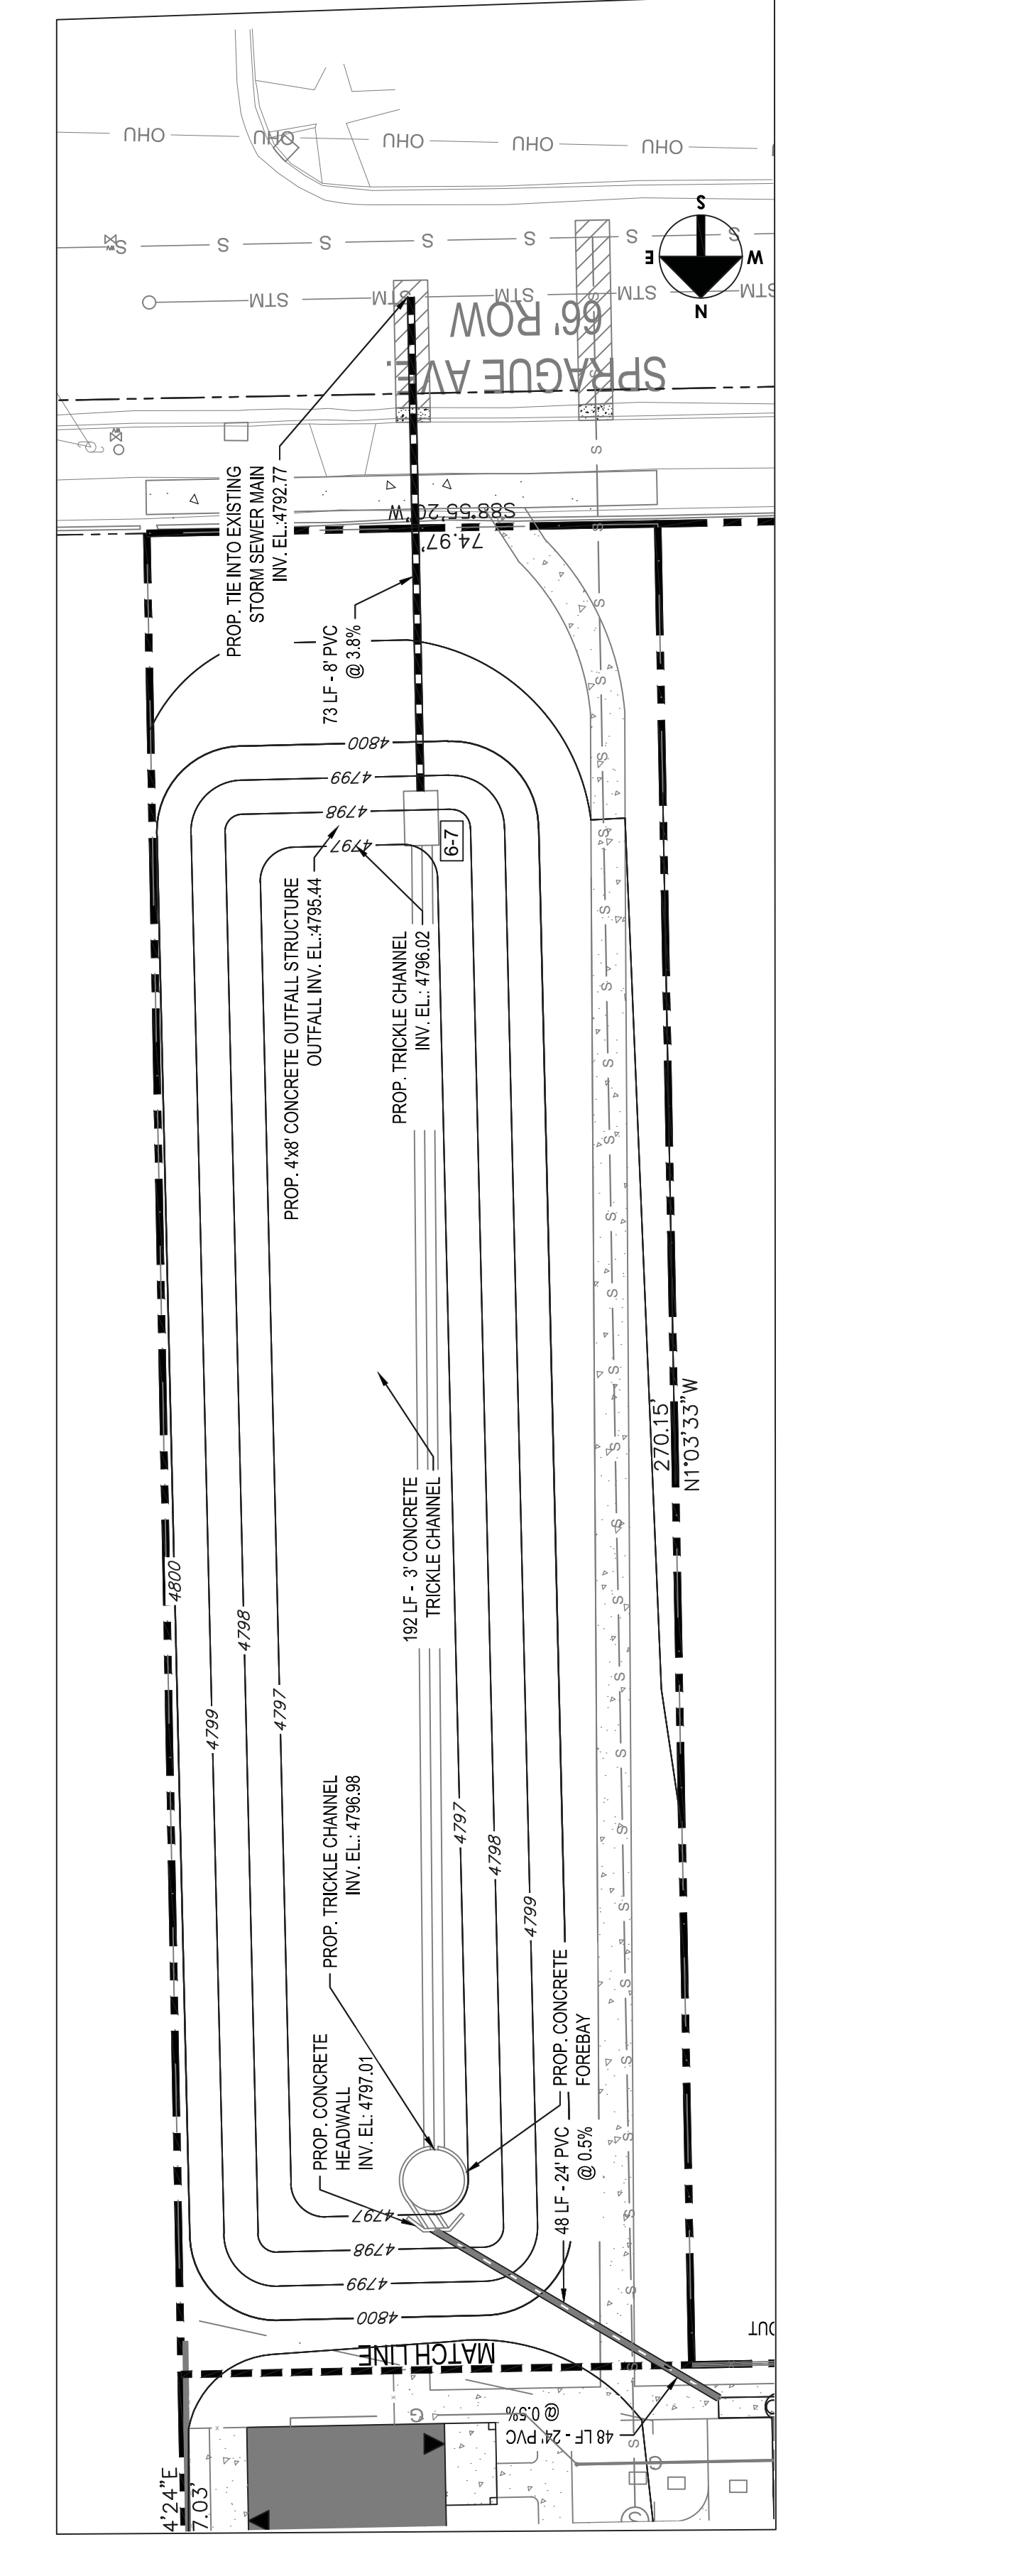 OHU OHU OHU OHU OHU
S
S S S S S S S
E W
N
STM STM STM STM STM
66' ROW
SPRAGUE AVE.
PROP. TIE INTO EXISTING
STORM SEWER MAIN
INV. EL.:4792.77
S88°55'20"W
74.97'
73 LF - 8' PVC
@ 3.8%
4800
4799
4798
4797
6-7
PROP. 4'x8' CONCRETE OUTFALL STRUCTURE
OUTFALL INV. EL.:4795.44
PROP. TRICKLE CHANNEL
INV. EL.: 4796.02
270.15'
N1°03'33"W
192 LF - 3' CONCRETE
TRICKLE CHANNEL
4800
4798
4799
4797
PROP. TRICKLE CHANNEL
INV. EL.: 4796.98
4797
4798
4799
PROP. CONCRETE
HEADWALL
INV. EL: 4797.01
PROP. CONCRETE
FOREBAY
48 LF - 24' PVC
@ 0.5%
4797
4798
4799
4800
MATCH LINE
OUT
48 LF - 24' PVC
@ 0.5%
G
G
4'24"E
7.03'